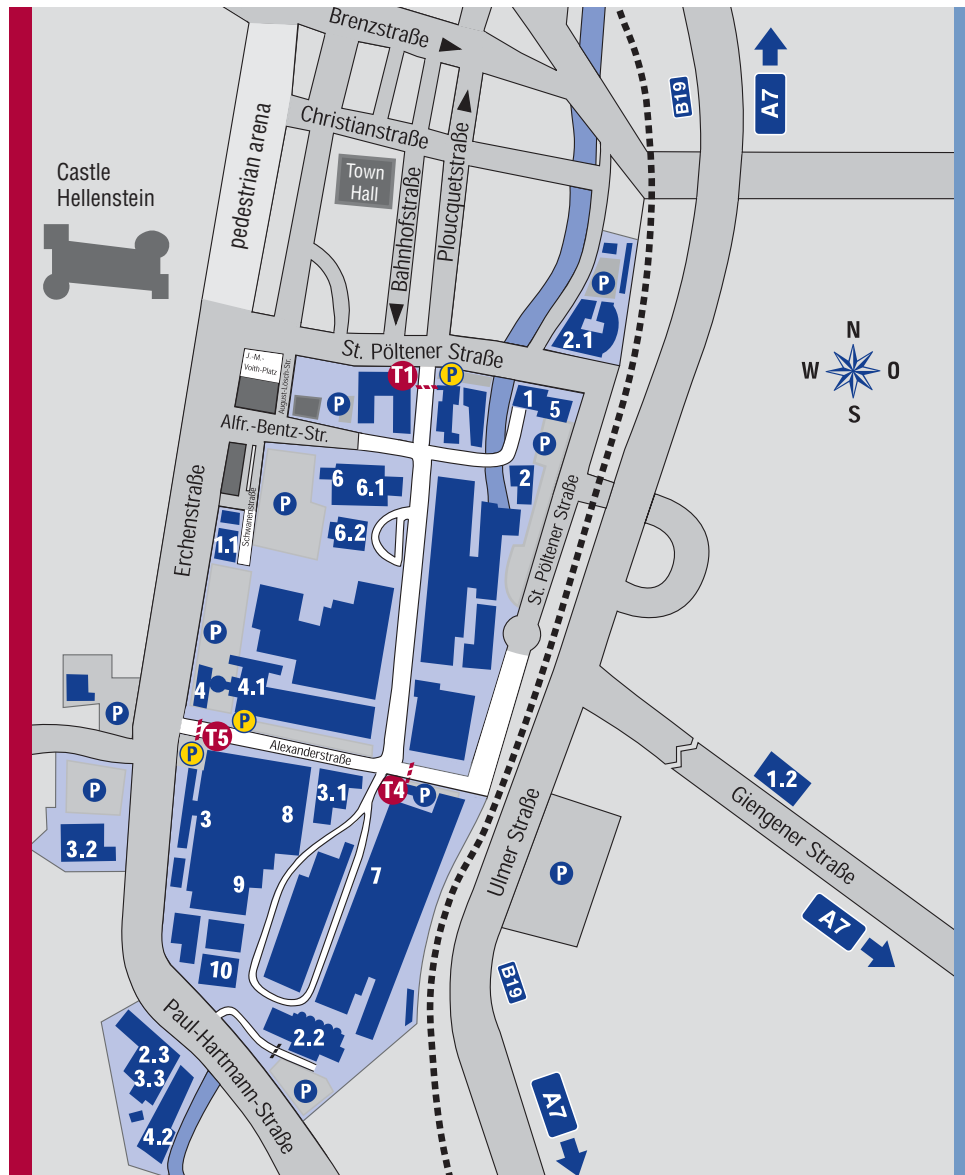 Brenzstraße
B19
A7
pedestrian arena
Christianstraße
Castle
Hellenstein
Town
Hall
Bahnhofstraße
Ploucquetstraße
P
2.1
N
W
O
S
St. Pöltener Straße
J.-M.-
Voith-Platz
August-Lösch-Str.
T1
P
P
1
5
Alfr.-Bentz-Str.
P
6
6.1
2
P
6.2
Schwanenstraße
1.1
Erchenstraße
St. Pöltener Straße
P
4
4.1
P
P
T5
Alexanderstraße
P
T4
P
P
3.2
3
8
3.1
7
9
10
Ulmer Straße
P
1.2
Giengener Straße
A7
B19
Paul-Hartmann-Straße
2.2
P
2.3
3.3
4.2
A7